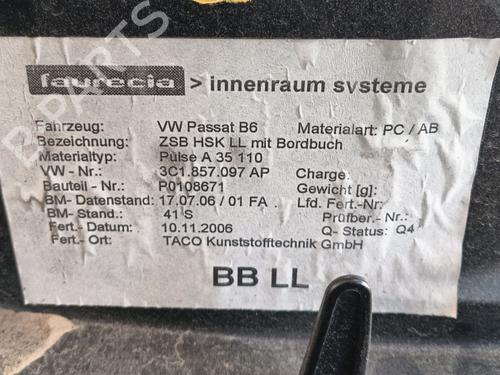 faurecia > innenraum systeme
Fahrzeug: VW Passat B6 Materialart: PC / AB
Bezeichnung: ZSB HSK LL mit Bordbuch
Materialtyp: Pulse A 35 110
VW - Nr.: 3C1.857.097 AP Charge:
Bauteil - Nr.: P0108671 Gewicht [g]:
BM- Datenstand: 17.07.06 / 01 FA Lfd. Fert.-Nr:
BM- Stand.: 41 S Prüfber.- Nr.:
Fert.- Datum: 10.11.2006 Q- Status: Q4
Fert.- Ort: TACO Kunststofftechnik GmbH
BB LL